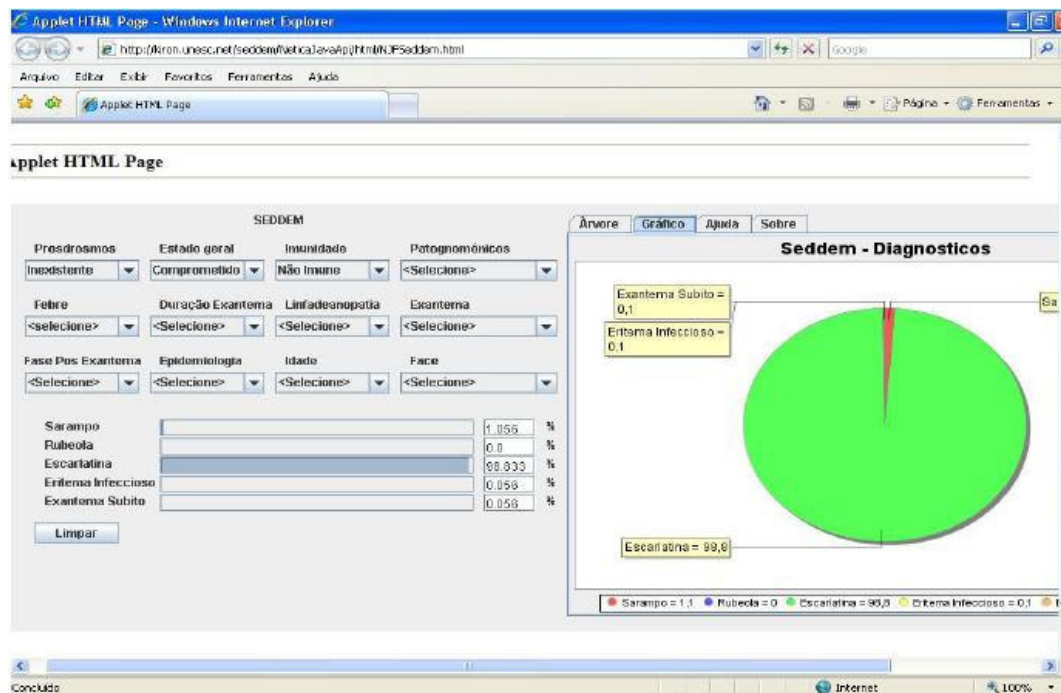 Applet HTML Page - Windows Internet Explorer
http://kiron.unesc.net/seddem/NeticaJavaApi/html/NJFSeddem.html
Google
Arquivo Editar Exibir Favoritos Ferramentas Ajuda
Applet HTML Page
Página
Ferramentas
Applet HTML Page
SEDDEM
Prosdrosmos Estado geral Imunidade Patognomônicos
Inexistente Comprometido Não Imune <Selecione>
Febre Duração Exantema Linfadeanopatia Exantema
<selecione> <Selecione> <Selecione> <Selecione>
Fase Pos Exantema Epidemiologia Idade Face
<Selecione> <Selecione> <Selecione> <Selecione>
Sarampo 1.056 %
Rubeola 0.0 %
Escarlatina 98.833 %
Eritema Infeccioso 0.056 %
Exantema Subito 0.056 %
Limpar
Árvore Gráfico Ajuda Sobre
Seddem - Diagnosticos
Exantema Subito =
0,1
Eritema Infeccioso =
0,1
Sa
Escarlatina = 98,8
Sarampo = 1,1 Rubeola = 0 Escarlatina = 98,8 Eritema Infeccioso = 0,1
Concluído
Internet
100%